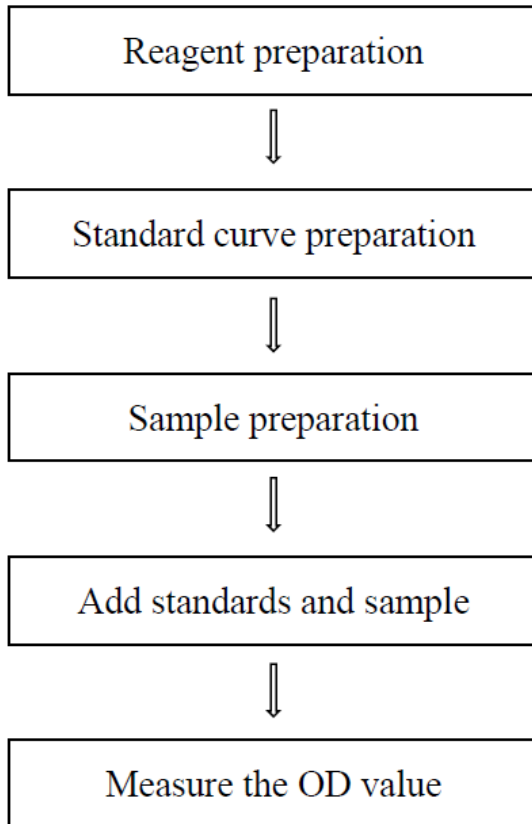 Reagent preparation
Standard curve preparation
Sample preparation
Add standards and sample
Measure the OD value